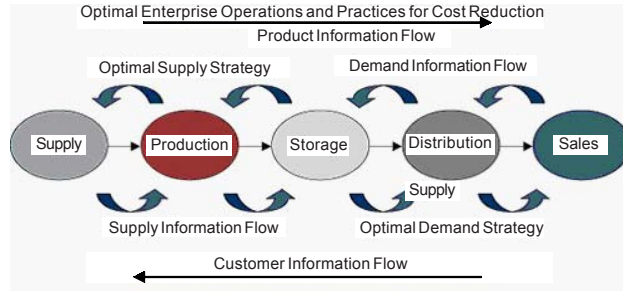 Optimal Enterprise Operations and Practices for Cost Reduction
Product Information Flow
Optimal Supply Strategy
Demand Information Flow
Supply
Production
Storage
Distribution
Sales
Supply
Supply Information Flow
Optimal Demand Strategy
Customer Information Flow